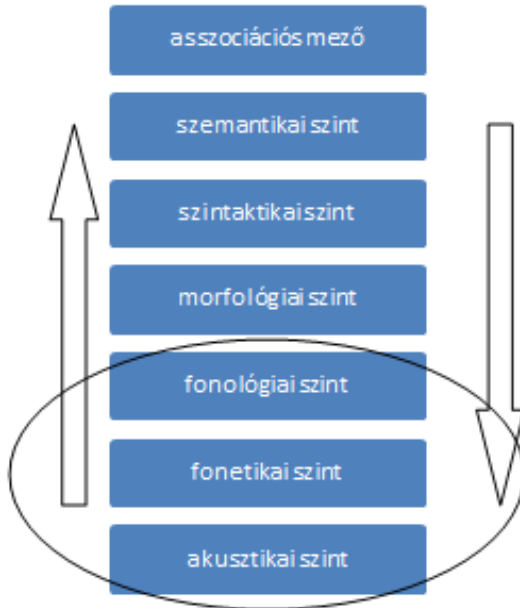 asszociációs mező
szemantikai szint
szintaktikai szint
morfológiai szint
fonológiai szint
fonetikai szint
akusztikai szint